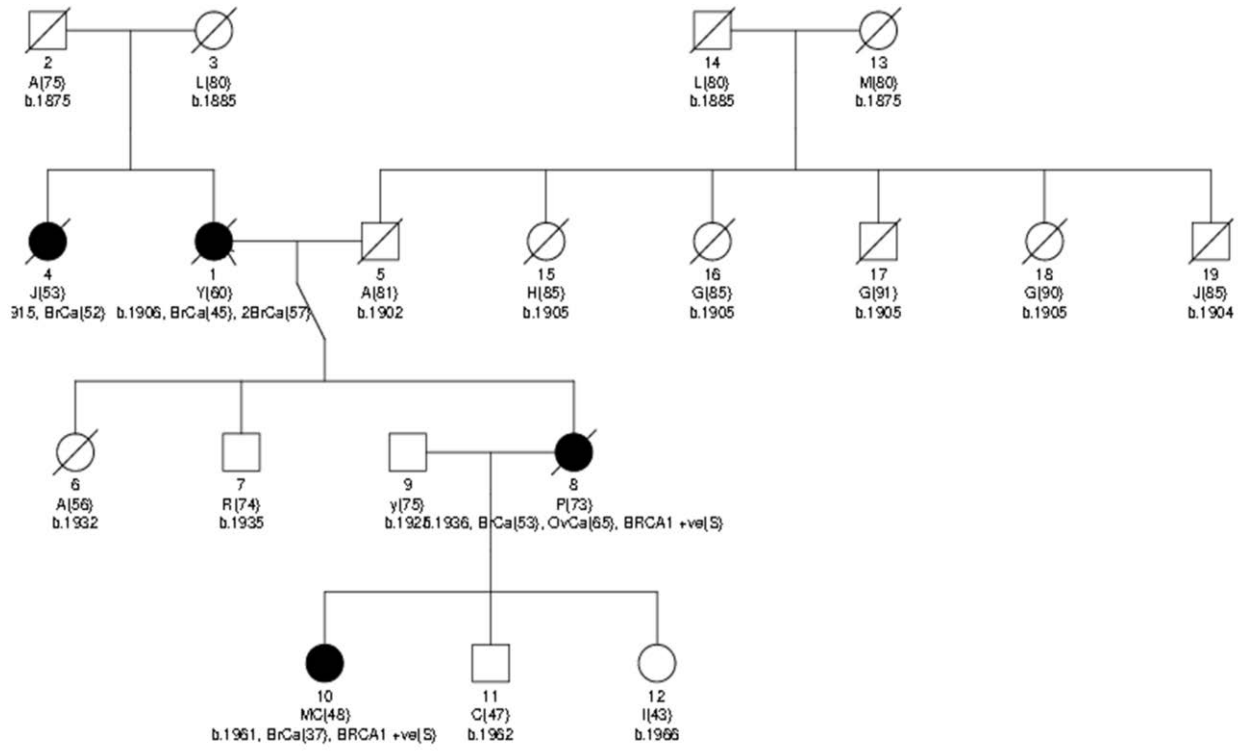 2 3 14 13
A(75) L(80) L(80) M(80)
b.1875 b.1885 b.1885 b.1875
4 1 5 15 16 17 18 19
J(53) Y(60) A(81) H(85) G(85) G(91) G(90) J(85)
915, BrCa(52) b.1906, BrCa(45), 2BrCa(57) b.1902 b.1905 b.1905 b.1905 b.1905 b.1904
6 7 9 8
A(56) R(74) y(75) P(73)
b.1932 b.1935 b.1936, BrCa(53), OvCa(65), BRCA1 +ve(S)
10 11 12
MC(48) C(47) I(43)
b.1961, BrCa(37), BRCA1 +ve(S) b.1962 b.1966